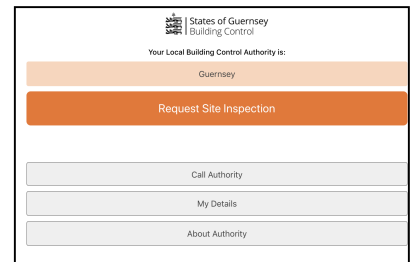 States of Guernsey
Building Control
Your Local Building Control Authority is:
Guernsey
Request Site Inspection
Call Authority
My Details
About Authority